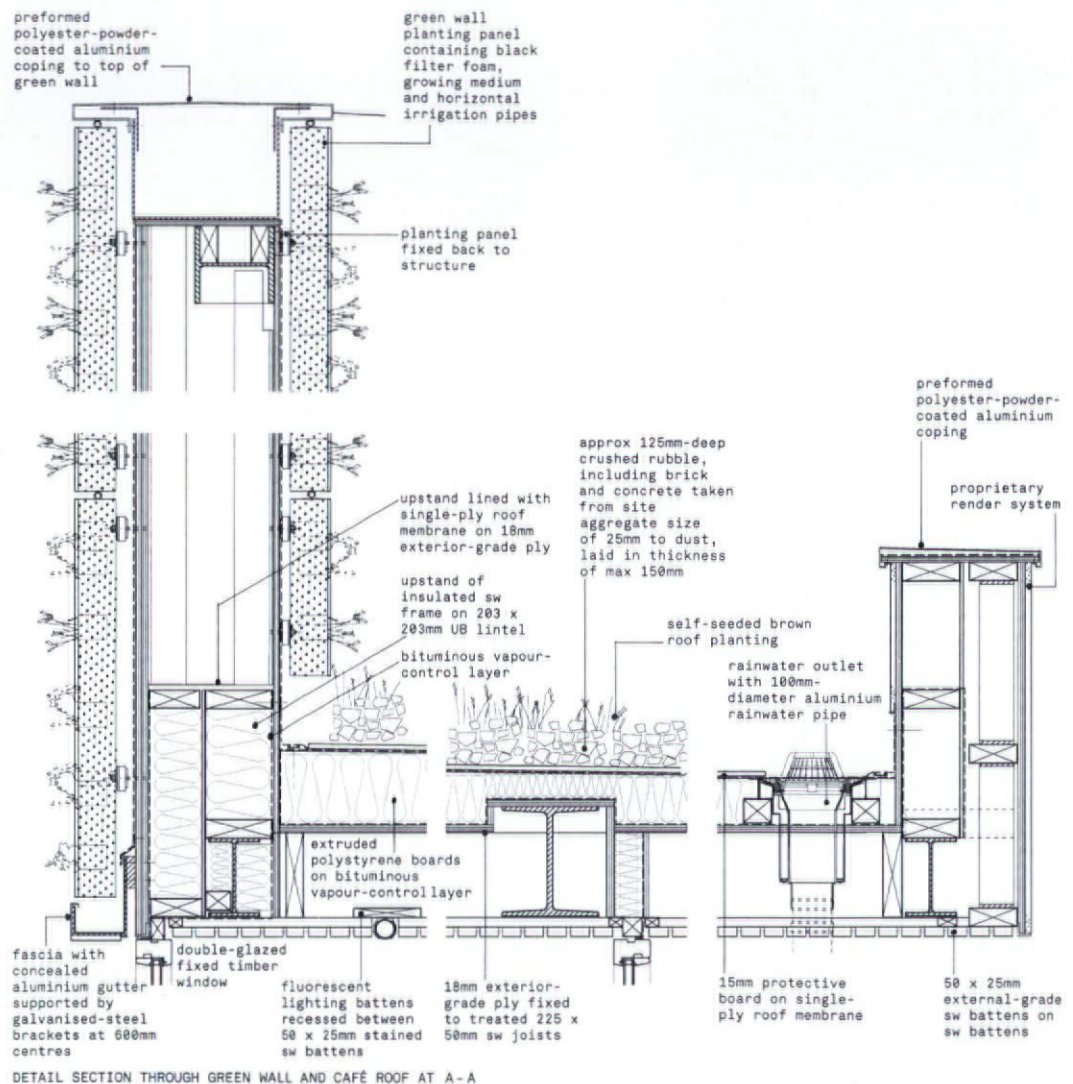 preformed
polyester-powder-
coated aluminium
coping to top of
green wall
green wall
planting panel
containing black
filter foam,
growing medium
and horizontal
irrigation pipes
planting panel
fixed back to
structure
upstand lined with
single-ply roof
membrane on 18mm
exterior-grade ply
upstand of
insulated sw
frame on 203 x
203mm UB lintel
bituminous vapour-
control layer
approx 125mm-deep
crushed rubble,
including brick
and concrete taken
from site
aggregate size
of 25mm to dust,
laid in thickness
of max 150mm
self-seeded brown
roof planting
rainwater outlet
with 100mm-
diameter aluminium
rainwater pipe
preformed
polyester-powder-
coated aluminium
coping
proprietary
render system
extruded
polystyrene boards
on bituminous
vapour-control layer
fascia with
concealed
aluminium gutter
supported by
galvanised-steel
brackets at 600mm
centres
double-glazed
fixed timber
window
fluorescent
lighting battens
recessed between
50 x 25mm stained
sw battens
18mm exterior-
grade ply fixed
to treated 225 x
50mm sw joists
15mm protective
board on single-
ply roof membrane
50 x 25mm
external-grade
sw battens on
sw battens
DETAIL SECTION THROUGH GREEN WALL AND CAFÉ ROOF AT A-A